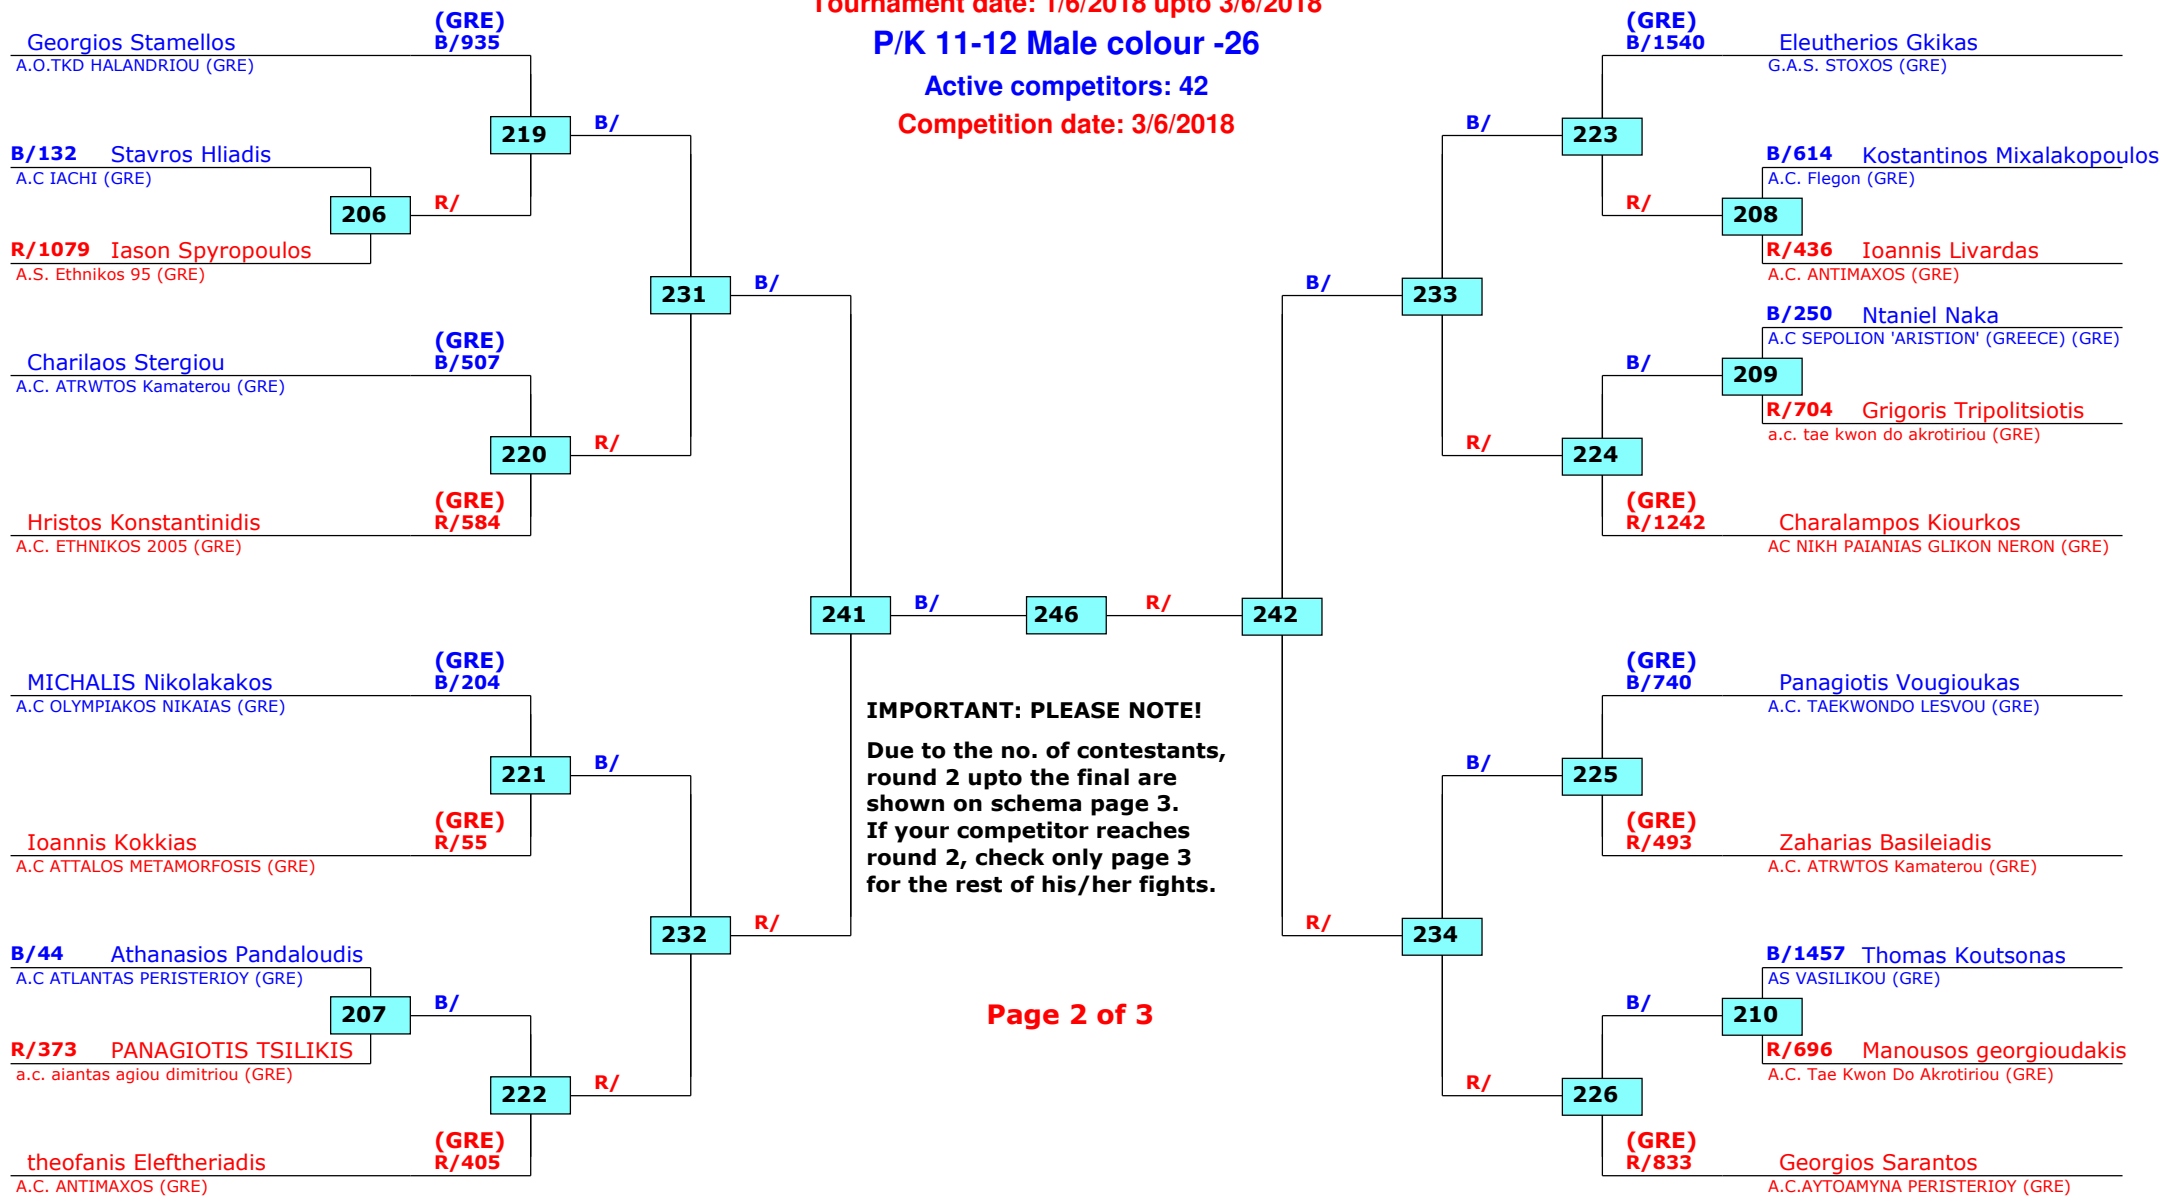 Tournament date: 1/6/2018 upto 3/6/2018
P/K 11-12 Male colour -26
Active competitors: 42
Competition date: 3/6/2018
(GRE)
Georgios Stamellos B/935
A.O.TKD HALANDRIOU (GRE)
219 B/
B/132 Stavros Hliadis
A.C IACHI (GRE)
206 R/
R/1079 Iason Spyropoulos
A.S. Ethnikos 95 (GRE)
231 B/
(GRE)
Charilaos Stergiou B/507
A.C. ATRWTOS Kamaterou (GRE)
220 R/
(GRE)
Hristos Konstantinidis R/584
A.C. ETHNIKOS 2005 (GRE)
241 B/ 246 R/ 242
(GRE)
MICHALIS Nikolakakos B/204
A.C OLYMPIAKOS NIKAIAS (GRE)
221 B/
(GRE)
Ioannis Kokkias R/55
A.C ATTALOS METAMORFOSIS (GRE)
232 R/
B/44 Athanasios Pandaloudis
A.C ATLANTAS PERISTERIOY (GRE)
207 B/
R/373 PANAGIOTIS TSILIKIS
a.c. aiantas agiou dimitriou (GRE)
222 R/
(GRE)
theofanis Eleftheriadis R/405
A.C. ANTIMAXOS (GRE)
IMPORTANT: PLEASE NOTE!
Due to the no. of contestants,
round 2 upto the final are
shown on schema page 3.
If your competitor reaches
round 2, check only page 3
for the rest of his/her fights.
Page 2 of 3
(GRE)
B/1540 Eleutherios Gkikas
G.A.S. STOXOS (GRE)
B/ 223
B/614 Kostantinos Mixalakopoulos
A.C. Flegon (GRE)
R/ 208
R/436 Ioannis Livardas
A.C. ANTIMAXOS (GRE)
B/ 233
B/250 Ntaniel Naka
A.C SEPOLION 'ARISTION' (GREECE) (GRE)
B/ 209
R/704 Grigoris Tripolitsiotis
a.c. tae kwon do akrotiriou (GRE)
R/ 224
(GRE)
R/1242 Charalampos Kiourkos
AC NIKH PAIANIAS GLIKON NERON (GRE)
(GRE)
B/740 Panagiotis Vougioukas
A.C. TAEKWONDO LESVOU (GRE)
B/ 225
(GRE)
R/493 Zaharias Basileiadis
A.C. ATRWTOS Kamaterou (GRE)
R/ 234
B/1457 Thomas Koutsonas
AS VASILIKOU (GRE)
B/ 210
R/696 Manousos georgioudakis
A.C. Tae Kwon Do Akrotiriou (GRE)
R/ 226
(GRE)
R/833 Georgios Sarantos
A.C.AYTOAMYNA PERISTERIOY (GRE)